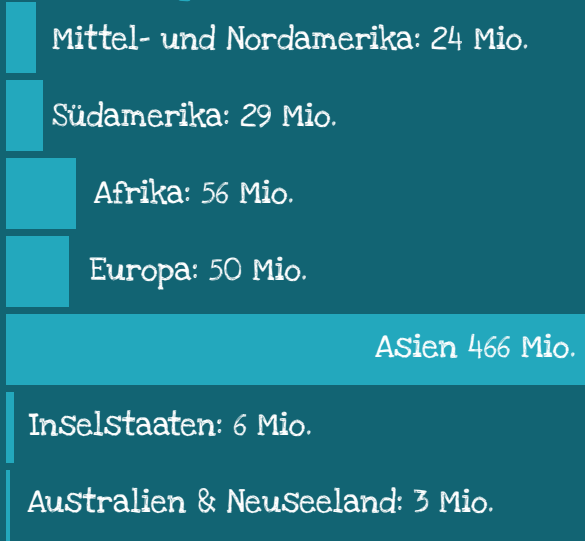 Mittel- und Nordamerika: 24 Mio.
Südamerika: 29 Mio.
Afrika: 56 Mio.
Europa: 50 Mio.
Asien 466 Mio.
Inselstaaten: 6 Mio.
Australien & Neuseeland: 3 Mio.